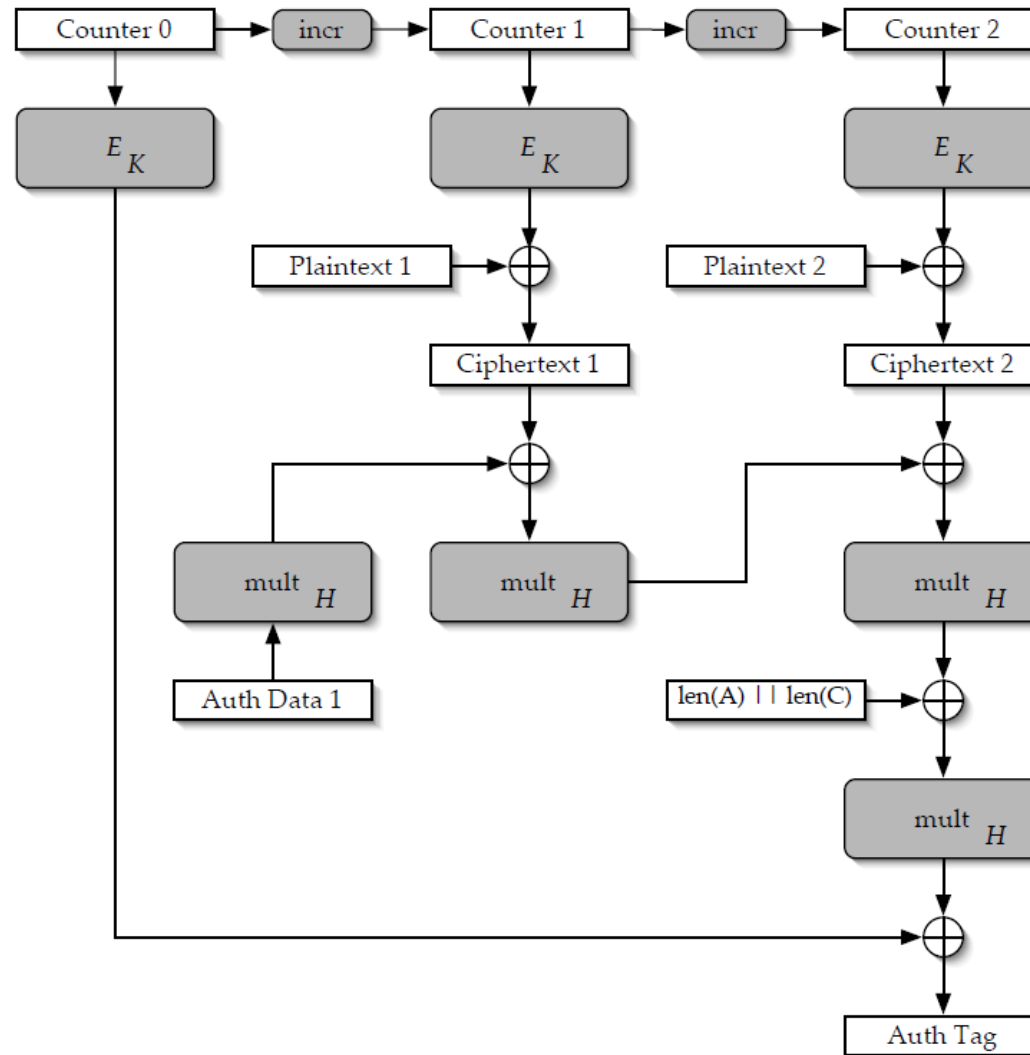 Counter 0
incr
Counter 1
incr
Counter 2
E K
E K
E K
Plaintext 1
Plaintext 2
Ciphertext 1
Ciphertext 2
mult H
mult H
mult H
Auth Data 1
len(A) || len(C)
mult H
Auth Tag